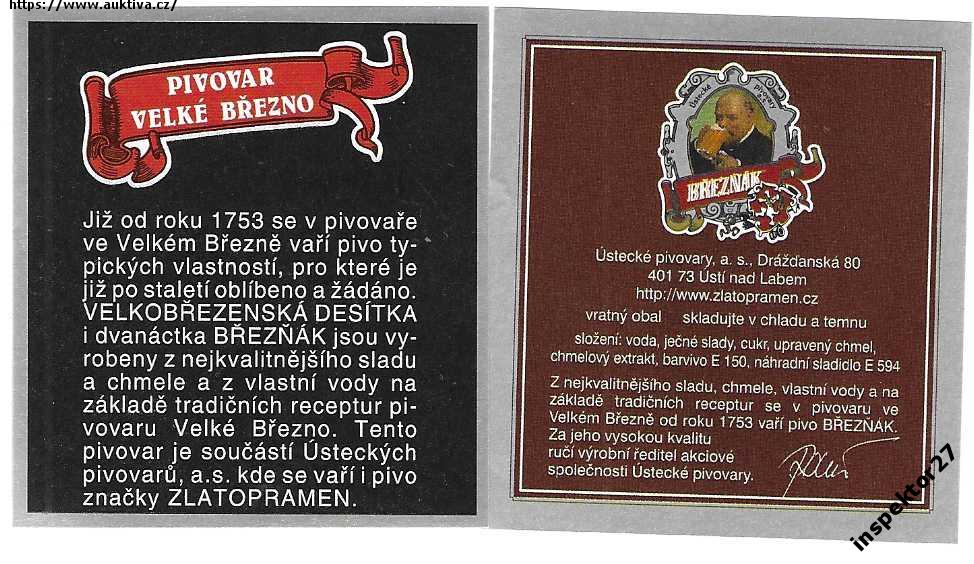 https://www.auktiva.cz/
PIVOVAR
VELKÉ BŘEZNO
Již od roku 1753 se v pivovaře
ve Velkém Březně vaří pivo ty-
pických vlastností, pro které je
již po staletí oblíbeno a žádáno.
VELKOBŘEZENSKÁ DESÍTKA
i dvanáctka BŘEZŇÁK jsou vy-
robeny z nejkvalitnějšího sladu
a chmele a z vlastní vody na
základě tradičních receptur pi-
vovaru Velké Březno. Tento
pivovar je součástí Ústeckých
pivovarů, a.s. kde se vaří i pivo
značky ZLATOPRAMEN.
Ústecké pivovary a.s.
BŘEZŇÁK
Ústecké pivovary, a. s., Drážďanská 80
401 73 Ústí nad Labem
http://www.zlatopramen.cz
vratný obal skladujte v chladu a temnu
složení: voda, ječné slady, cukr, upravený chmel,
chmelový extrakt, barvivo E 150, náhradní sladidlo E 594
Z nejkvalitnějšího sladu, chmele, vlastní vody a na
základě tradičních receptur se v pivovaru ve
Velkém Březně od roku 1753 vaří pivo BŘEZŇÁK.
Za jeho vysokou kvalitu
ručí výrobní ředitel akciové
společnosti Ústecké pivovary.
inspektor27